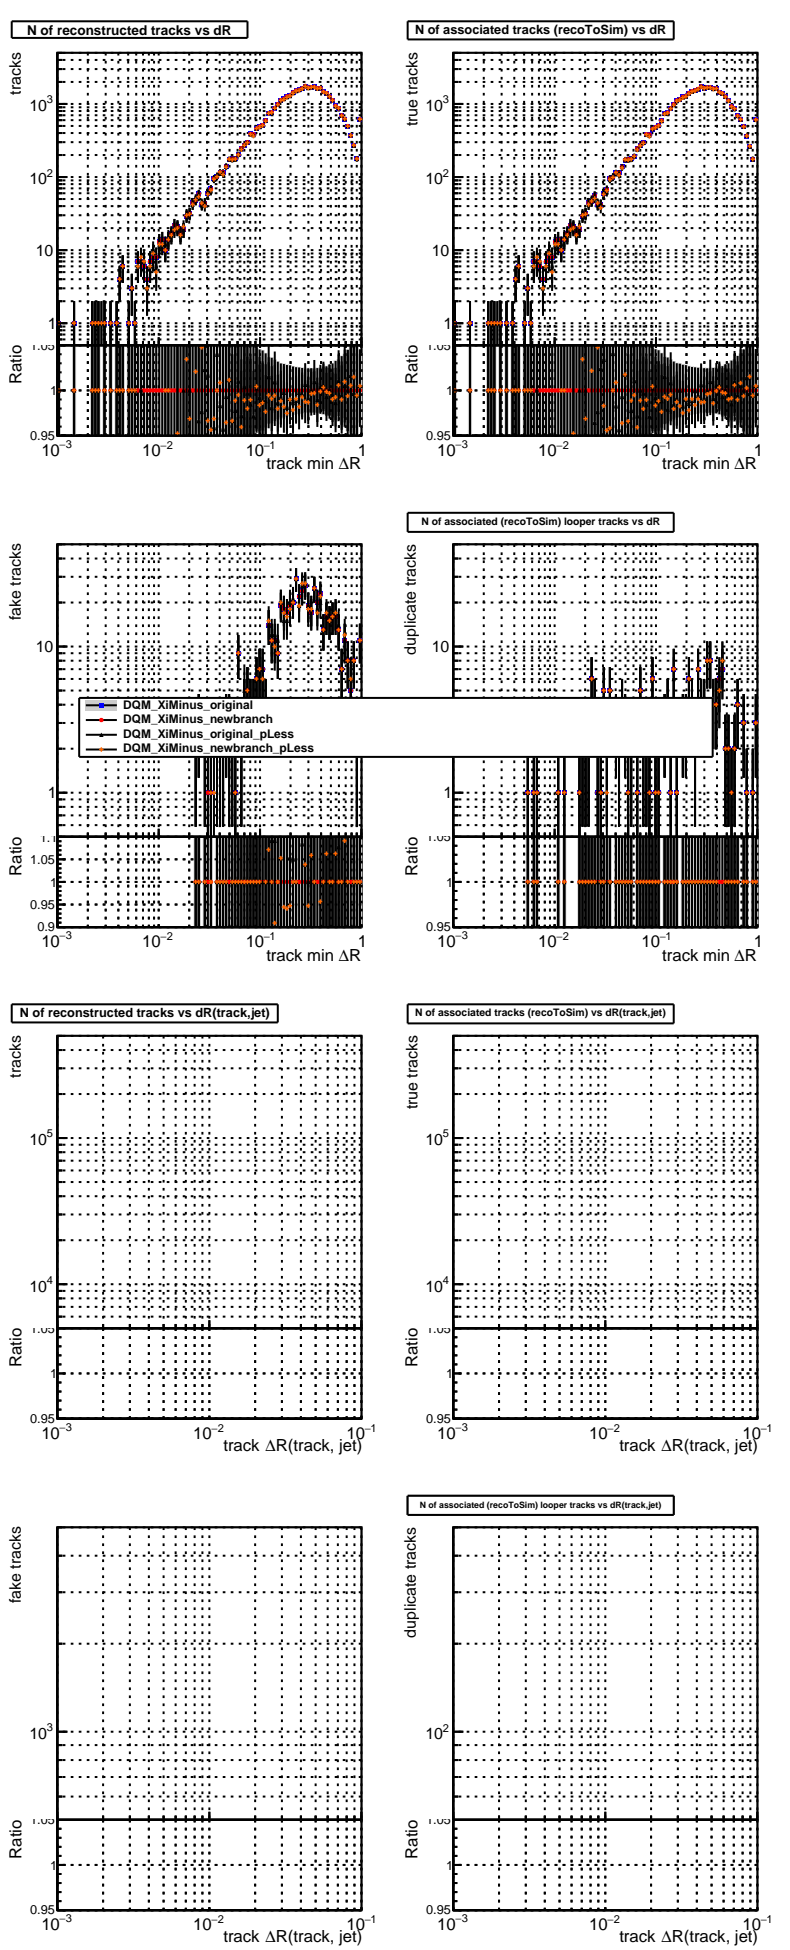 N of reconstructed tracks vs dR
N of associated tracks (recoToSim) vs dR
tracks
10³
10²
10
1
Ratio
1.05
1
0.95
10⁻³
10⁻²
10⁻¹
1
track min ΔR
true tracks
10³
10²
10
1
Ratio
1.05
1
0.95
10⁻³
10⁻²
10⁻¹
1
track min ΔR
N of associated (recoToSim) looper tracks vs dR
fake tracks
10
1
Ratio
1.1
1.05
1
0.95
0.9
10⁻³
10⁻²
10⁻¹
1
track min ΔR
duplicate tracks
10
1
Ratio
1.05
1
0.95
10⁻³
10⁻²
10⁻¹
1
track min ΔR
DQM_XiMinus_original
DQM_XiMinus_newbranch
DQM_XiMinus_original_pLess
DQM_XiMinus_newbranch_pLess
N of reconstructed tracks vs dR(track,jet)
N of associated tracks (recoToSim) vs dR(track,jet)
tracks
10⁵
10⁴
Ratio
1.05
1
0.95
10⁻³
10⁻²
10⁻¹
track ΔR(track, jet)
true tracks
10⁵
10⁴
Ratio
1.05
1
0.95
10⁻³
10⁻²
10⁻¹
track ΔR(track, jet)
N of associated (recoToSim) looper tracks vs dR(track,jet)
fake tracks
10³
Ratio
1.05
1
0.95
10⁻³
10⁻²
10⁻¹
track ΔR(track, jet)
duplicate tracks
10²
Ratio
1.05
1
0.95
10⁻³
10⁻²
10⁻¹
track ΔR(track, jet)